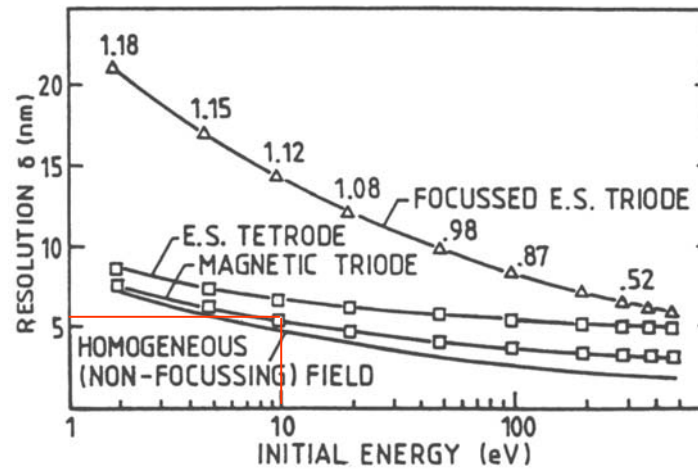 1.18
20
1.15
1.12
15
1.08
FOCUSSED E.S. TRIODE
.98
E.S. TETRODE
.87
10
MAGNETIC TRIODE
.52
5
HOMOGENEOUS
(NON-FOCUSSING) FIELD
RESOLUTION δ (nm)
1
10
100
INITIAL ENERGY (eV)